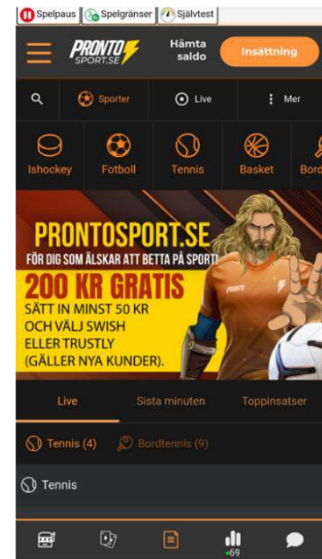 Spelpaus Spelgränser Självtest
PRONTO
SPORT.SE
Hämta
saldo
Insättning
Sporter
Live
Mer
Ishockey
Fotboll
Tennis
Basket
Bord
PRONTOSPORT.SE
FÖR DIG SOM ÄLSKAR ATT BETTA PÅ SPORT!
200 KR GRATIS
SÄTT IN MINST 50 KR
OCH VÄLJ SWISH
ELLER TRUSTLY
(GÄLLER NYA KUNDER).
PRONTO
Live
Sista minuten
Toppinsatser
Tennis (4)
Bordtennis (9)
Tennis
+69